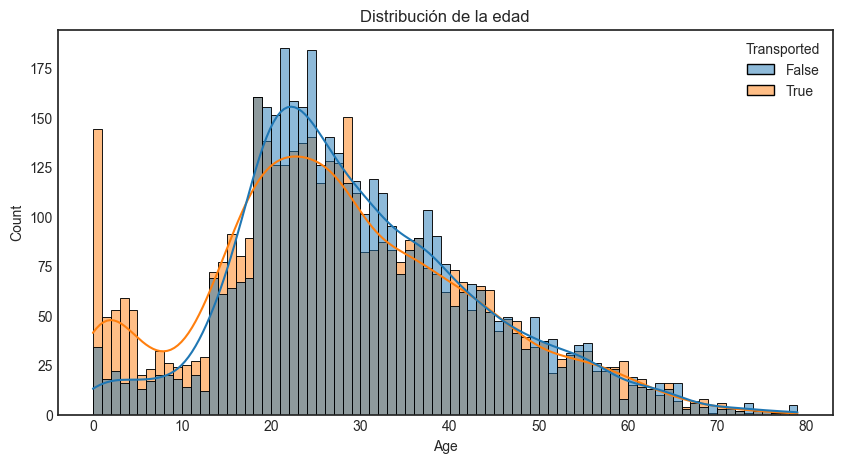 Distribución de la edad
Transported
False
True
175
150
125
100
75
50
25
0
Count
0 10 20 30 40 50 60 70 80
Age